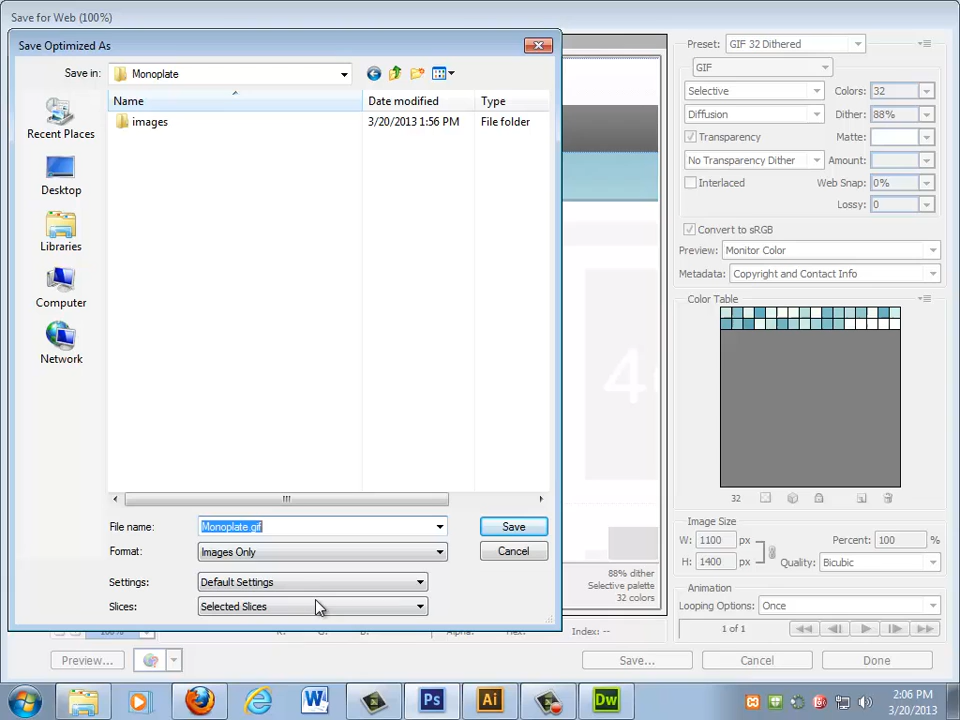 Save for Web (100%)
Save Optimized As
Save in: Monoplate
Name Date modified Type
images 3/20/2013 1:56 PM File folder
Recent Places
Desktop
Libraries
Computer
Network
File name: Monoplate.gif Save
Format: Images Only Cancel
Settings: Default Settings
Slices: Selected Slices
Preset: GIF 32 Dithered
GIF
Selective Colors: 32
Diffusion Dither: 88%
Transparency Matte:
No Transparency Dither Amount:
Interlaced Web Snap: 0%
Lossy: 0
Convert to sRGB
Preview: Monitor Color
Metadata: Copyright and Contact Info
Color Table
32
Image Size
W: 1100 px Percent: 100 %
H: 1400 px Quality: Bicubic
Animation
Looping Options: Once
1 of 1
88% dither
Selective palette
32 colors
Index: --
Preview... Save... Cancel Done
W Ps Ai Dw
2:06 PM
3/20/2013